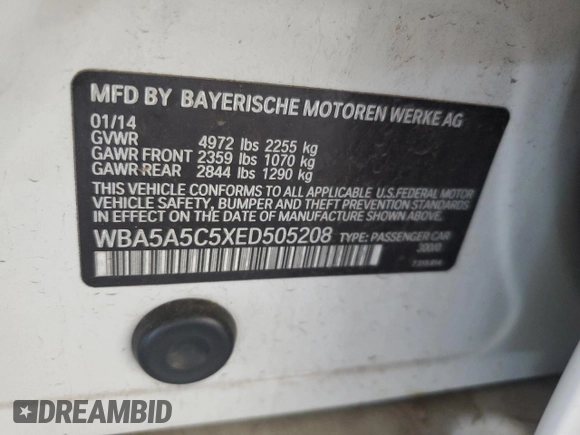 MFD BY BAYERISCHE MOTOREN WERKE AG
01/14
GVWR 4972 lbs 2255 kg
GAWR FRONT 2359 lbs 1070 kg
GAWR REAR 2844 lbs 1290 kg
THIS VEHICLE CONFORMS TO ALL APPLICABLE U.S.FEDERAL MOTOR
VEHICLE SAFETY, BUMPER AND THEFT PREVENTION STANDARDS
IN EFFECT ON THE DATE OF MANUFACTURE SHOWN ABOVE.
WBA5A5C5XED505208 TYPE: PASSENGER CAR
300/0
DREAMBID